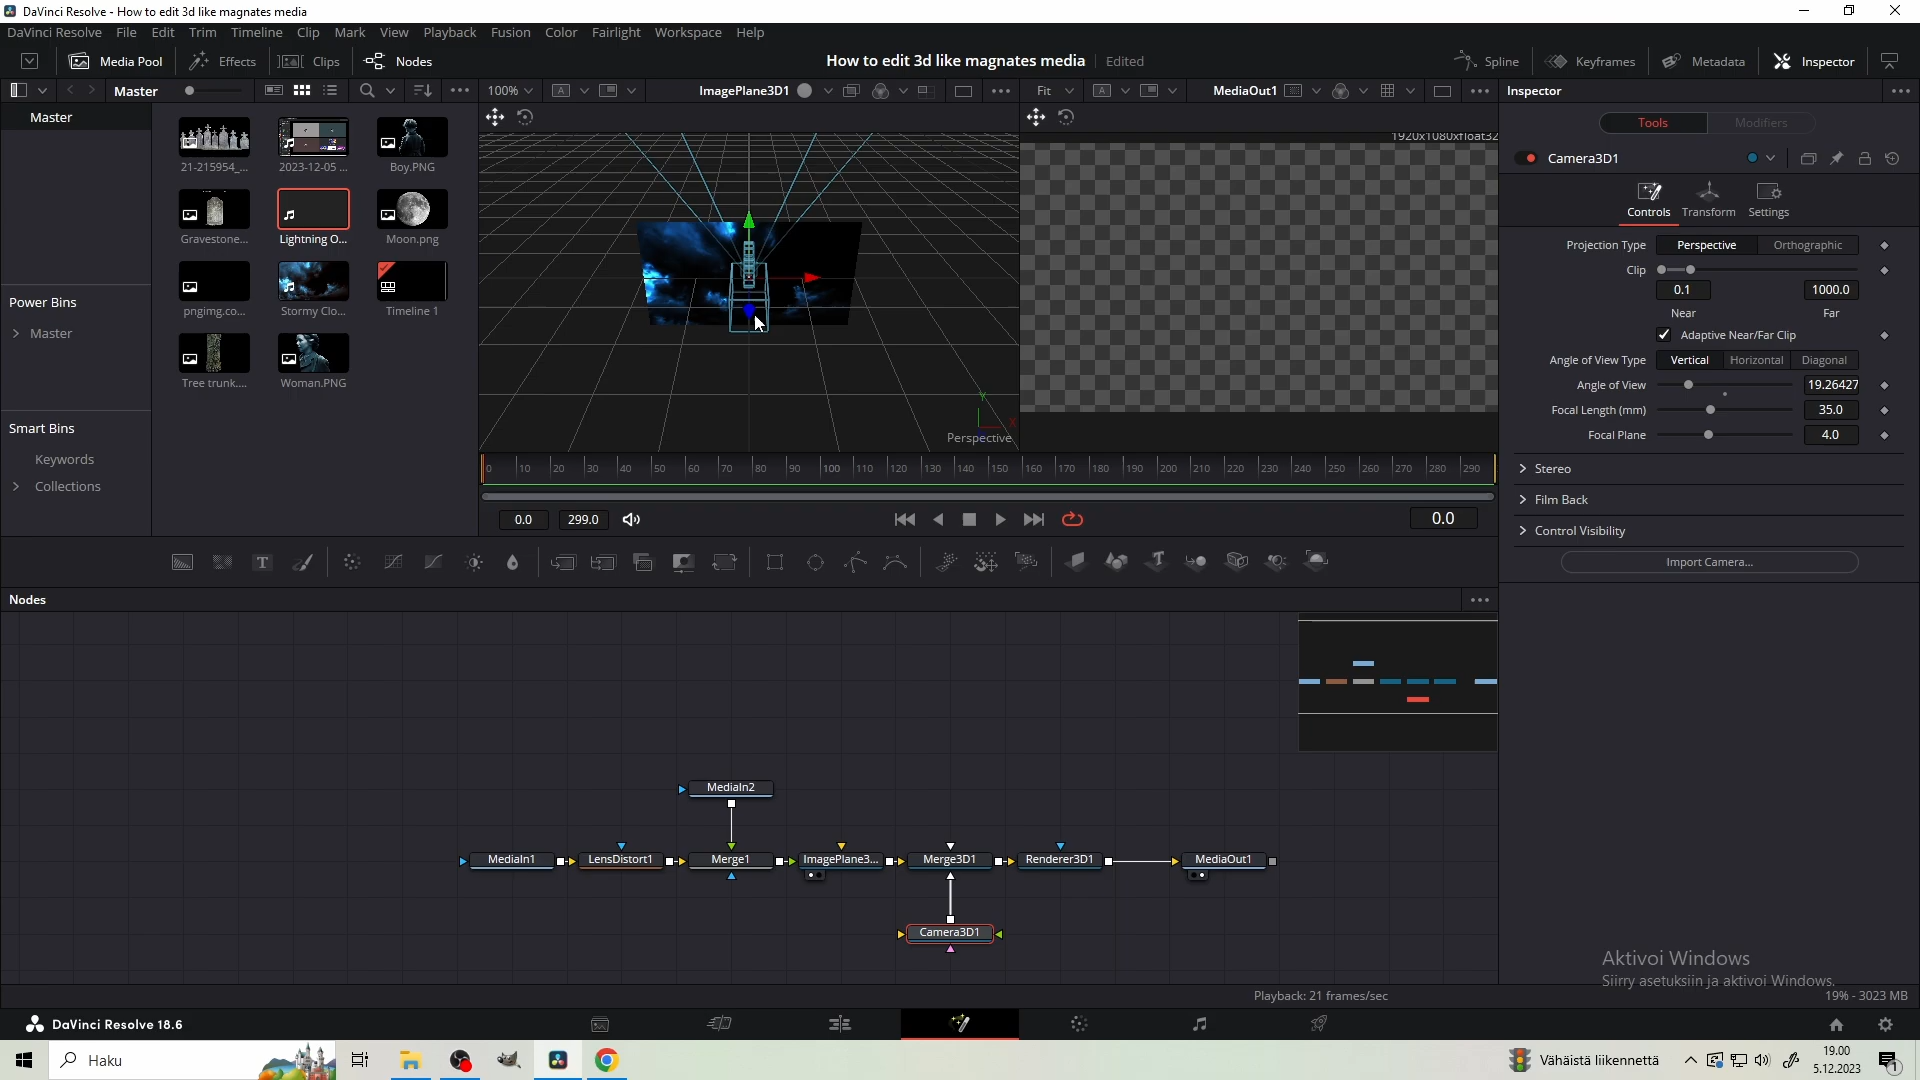 DaVinci Resolve - How to edit 3d like magnates media
DaVinci Resolve File Edit Trim Timeline Clip Mark View Playback Fusion Color Fairlight Workspace Help
Media Pool Effects Clips Nodes How to edit 3d like magnates media Edited Spline Keyframes Metadata Inspector
Master 100% ImagePlane3D1 Fit MediaOut1 Inspector
Master
21-215954_... 2023-12-05 ... Boy.PNG
Gravestone... Lightning O... Moon.png
pngimg.co... Stormy Clo... Timeline 1
Tree trunk.... Woman.PNG
Power Bins
Master
Smart Bins
Keywords
Collections
1920x1080xfloat32
Y
X
Perspective
Tools Modifiers
Camera3D1
Controls Transform Settings
Projection Type Perspective Orthographic
Clip
0.1 1000.0
Near Far
Adaptive Near/Far Clip
Angle of View Type Vertical Horizontal Diagonal
Angle of View 19.26427
Focal Length (mm) 35.0
Focal Plane 4.0
Stereo
Film Back
Control Visibility
Import Camera...
0 10 20 30 40 50 60 70 80 90 100 110 120 130 140 150 160 170 180 190 200 210 220 230 240 250 260 270 280 290
0.0 299.0 0.0
Nodes
MediaIn2
MediaIn1 LensDistort1 Merge1 ImagePlane3... Merge3D1 Renderer3D1 MediaOut1
Camera3D1
Aktivoi Windows
Siirry asetuksiin ja aktivoi Windows.
Playback: 21 frames/sec 19% - 3023 MB
DaVinci Resolve 18.6
Haku Vähäistä liikennettä 19.00
5.12.2023
1